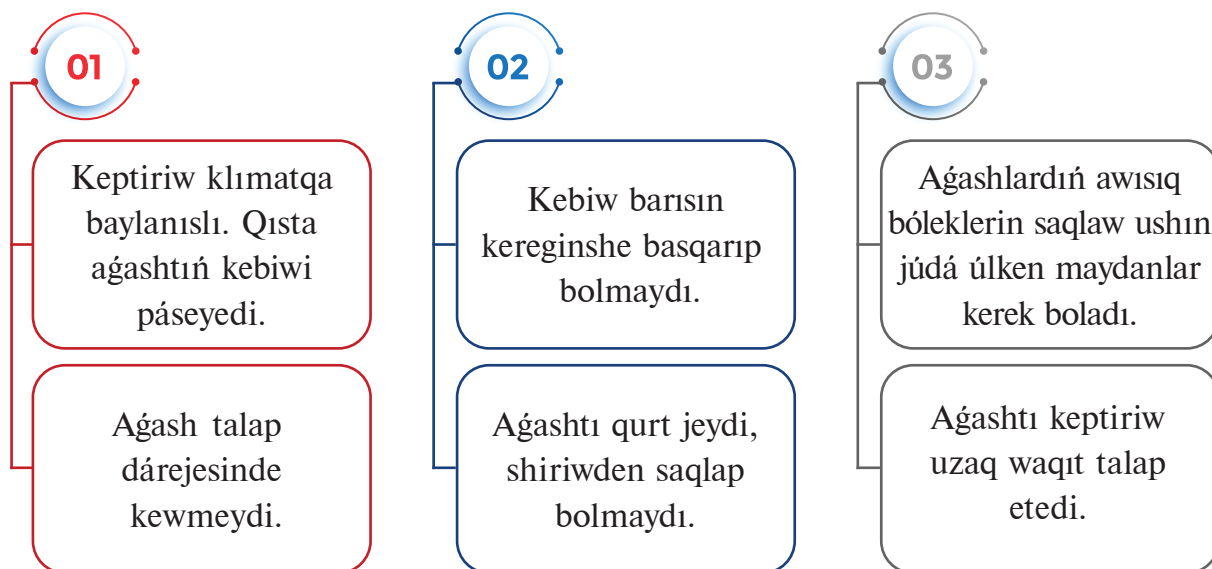 01
Keptiriw klımatqa
baylanıslı. Qısta
aǵashtıń kebiwi
páseyedi.
Aǵash talap
dárejesinde
kewmeydi.
02
Kebiw barısın
kereginshe basqarıp
bolmaydı.
Aǵashtı qurt jeydi,
shiriwden saqlap
bolmaydı.
03
Aǵashlardıń awısıq
bóleklerin saqlaw ushın
júdá úlken maydanlar
kerek boladı.
Aǵashtı keptiriw
uzaq waqıt talap
etedi.